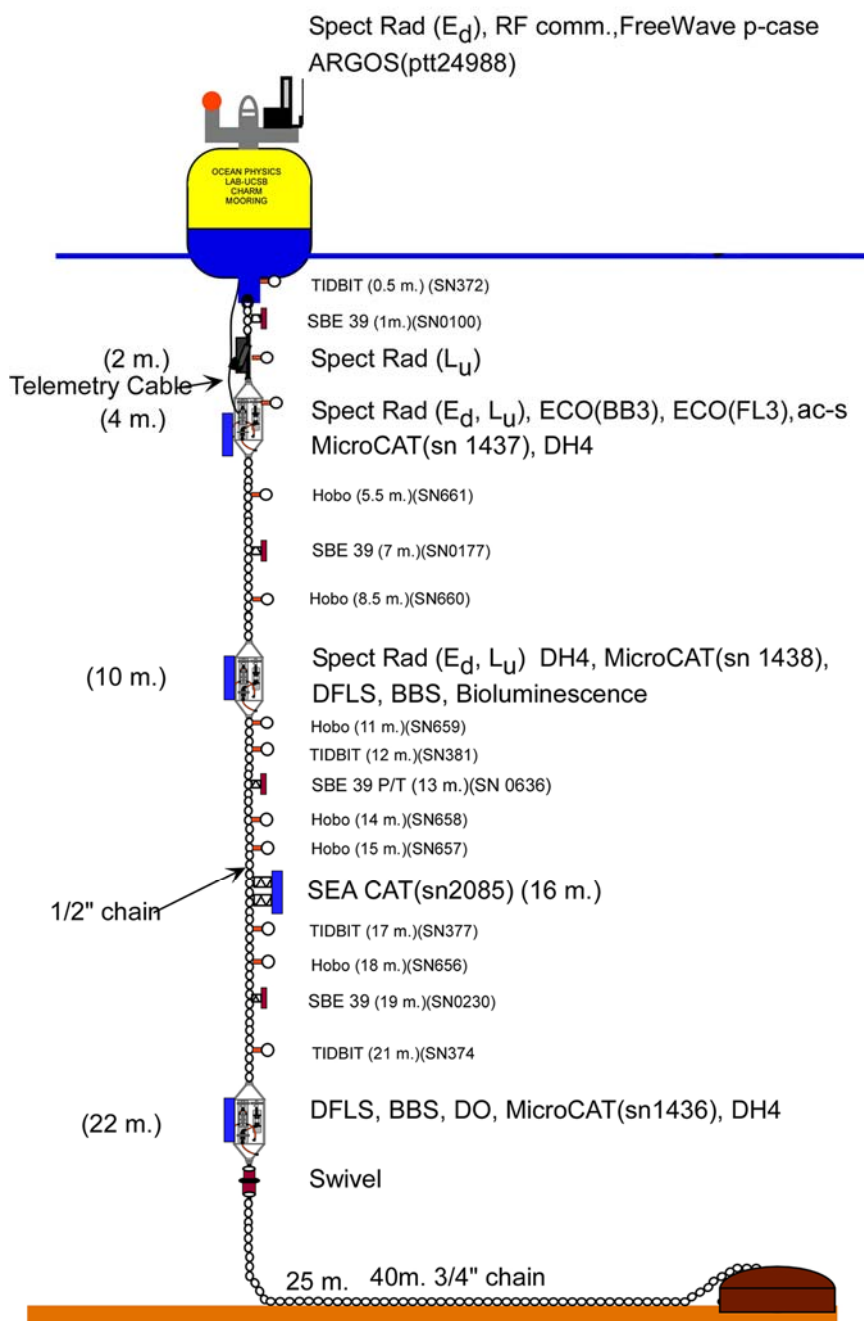 Spect Rad (Ed), RF comm.,FreeWave p-case
ARGOS(ptt24988)
OCEAN PHYSICS
LAB-UCSB
CHARM
MOORING
TIDBIT (0.5 m.) (SN372)
SBE 39 (1m.)(SN0100)
(2 m.)
Spect Rad (Lu)
Telemetry Cable
(4 m.)
Spect Rad (Ed, Lu), ECO(BB3), ECO(FL3), ac-s
MicroCAT(sn 1437), DH4
Hobo (5.5 m.)(SN661)
SBE 39 (7 m.)(SN0177)
Hobo (8.5 m.)(SN660)
(10 m.)
Spect Rad (Ed, Lu) DH4, MicroCAT(sn 1438),
DFLS, BBS, Bioluminescence
Hobo (11 m.)(SN659)
TIDBIT (12 m.)(SN381)
SBE 39 P/T (13 m.)(SN 0636)
Hobo (14 m.)(SN658)
Hobo (15 m.)(SN657)
SEA CAT(sn2085) (16 m.)
1/2" chain
TIDBIT (17 m.)(SN377)
Hobo (18 m.)(SN656)
SBE 39 (19 m.)(SN0230)
TIDBIT (21 m.)(SN374
(22 m.)
DFLS, BBS, DO, MicroCAT(sn1436), DH4
Swivel
25 m.
40m. 3/4" chain